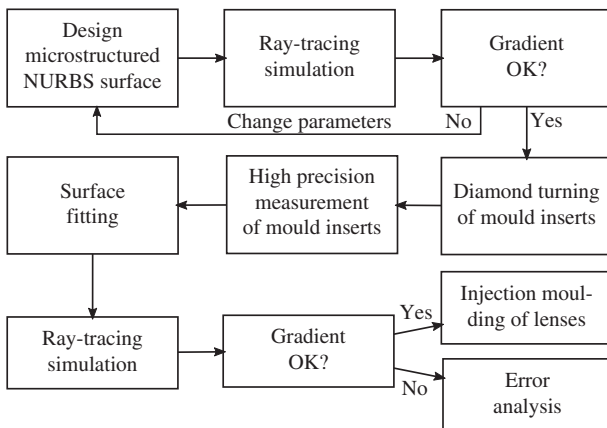 Design
microstructured
NURBS surface
Ray-tracing
simulation
Gradient
OK?
Change parameters
No
Yes
Diamond turning
of mould inserts
High precision
measurement
of mould inserts
Surface
fitting
Ray-tracing
simulation
Gradient
OK?
Yes
No
Injection moul-
ding of lenses
Error
analysis